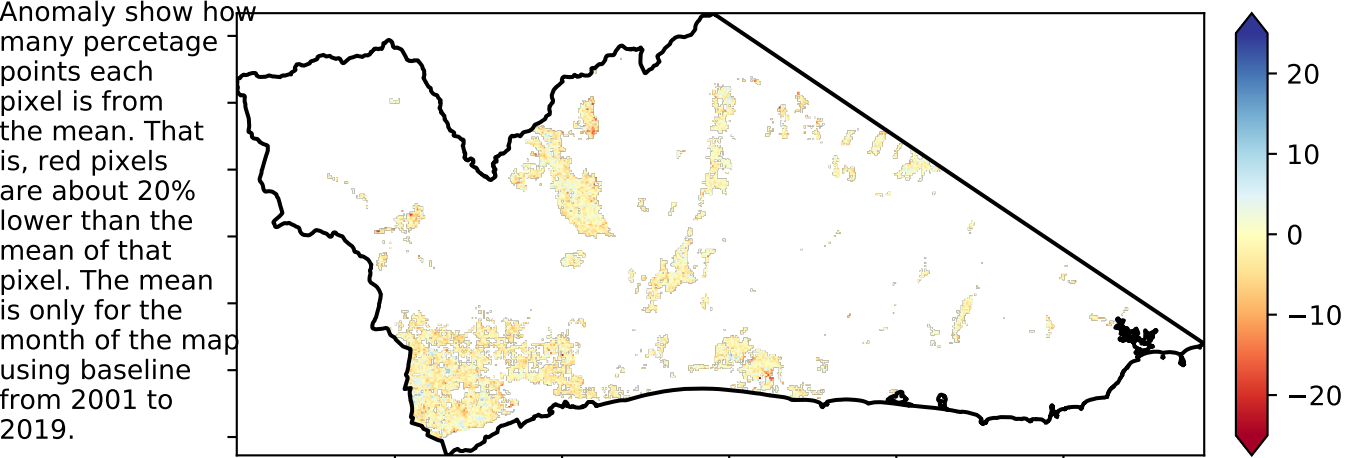 Anomaly show how
many percetage
points each
pixel is from
the mean. That
is, red pixels
are about 20%
lower than the
mean of that
pixel. The mean
is only for the
month of the map
using baseline
from 2001 to
2019.
20
10
0
−10
−20